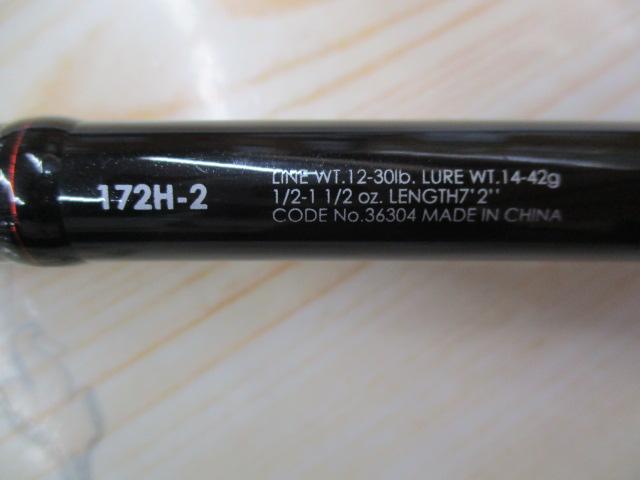 172H-2
LINE WT.12-30lb. LURE WT.14-42g
1/2-1 1/2 oz. LENGTH7'2''
CODE No.36304 MADE IN CHINA